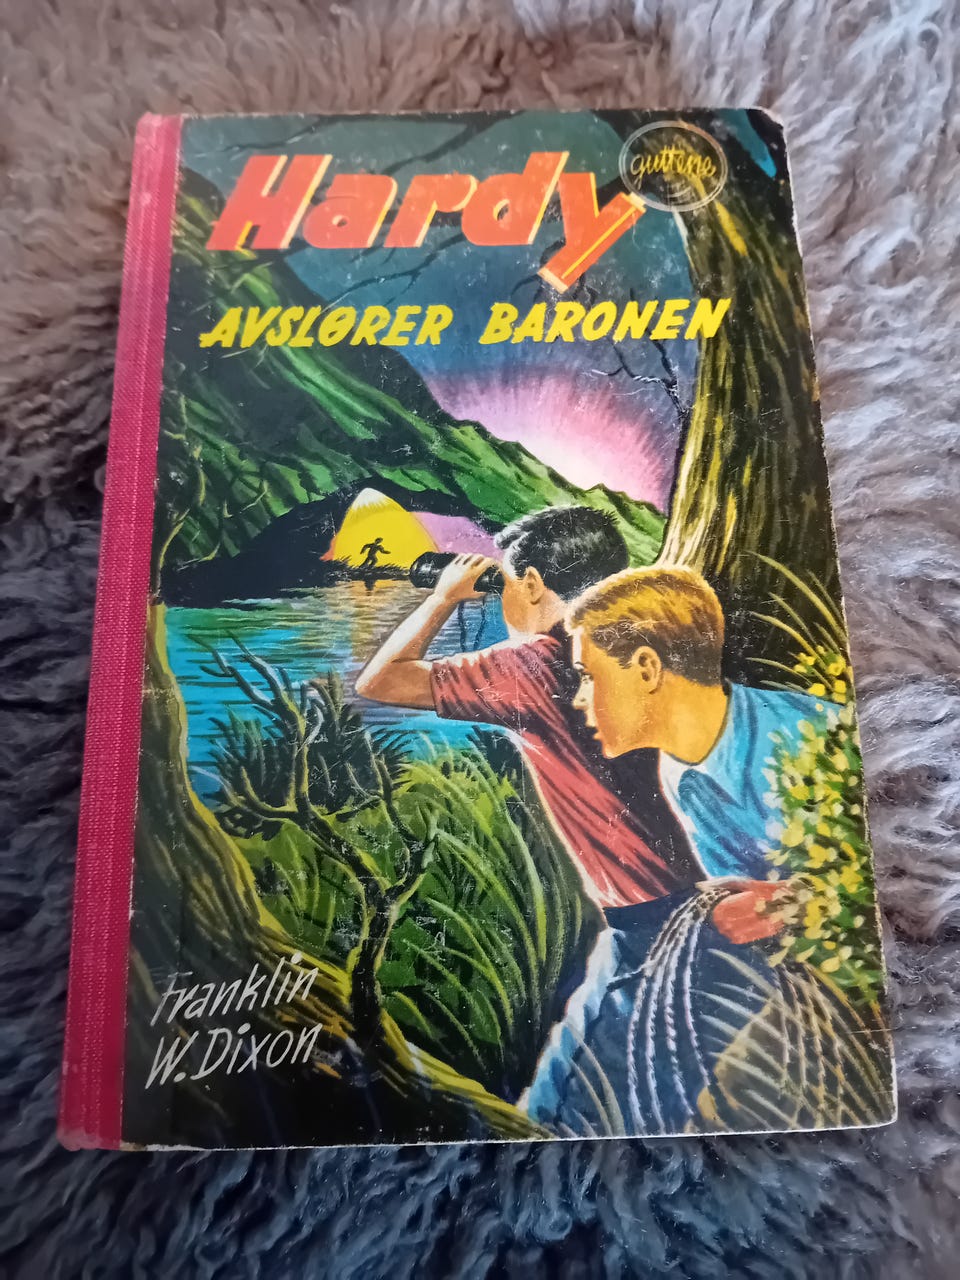 Hardy
guttene
AVSLØRER BARONEN
Franklin
W. Dixon